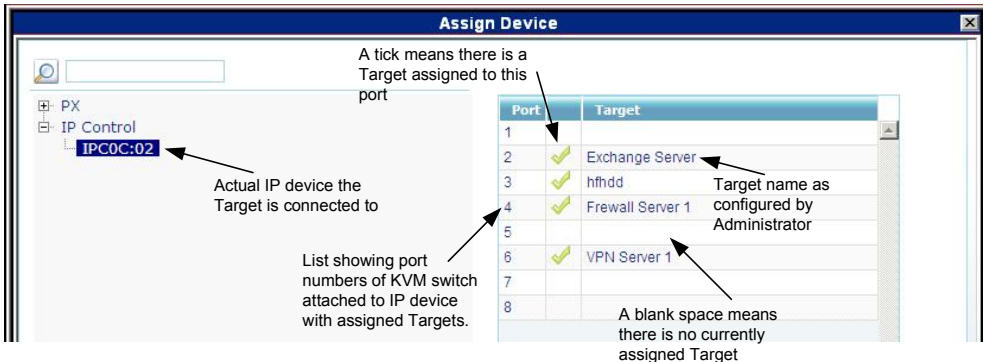 Assign Device
A tick means there is a
Target assigned to this
port
PX
IP Control
IPC0C:02
Actual IP device the
Target is connected to
List showing port
numbers of KVM switch
attached to IP device
with assigned Targets.
Port Target
1
2 Exchange Server
3 hfhdd
4 Frewall Server 1
5
6 VPN Server 1
7
8
Target name as
configured by
Administrator
A blank space means
there is no currently
assigned Target